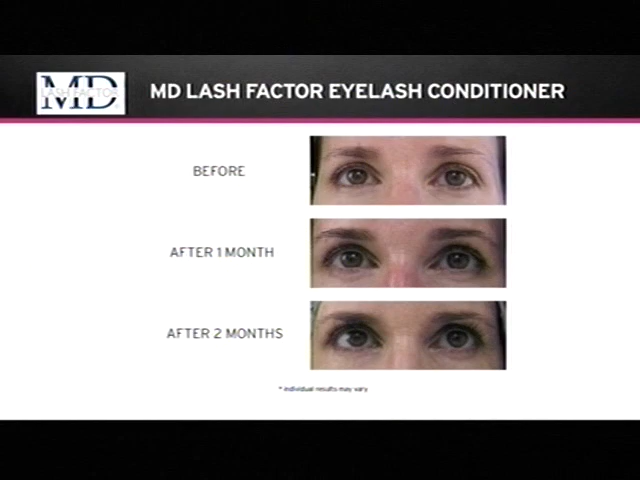 MD
LASH FACTOR
MD LASH FACTOR EYELASH CONDITIONER
BEFORE
AFTER 1 MONTH
AFTER 2 MONTHS
* individual results may vary